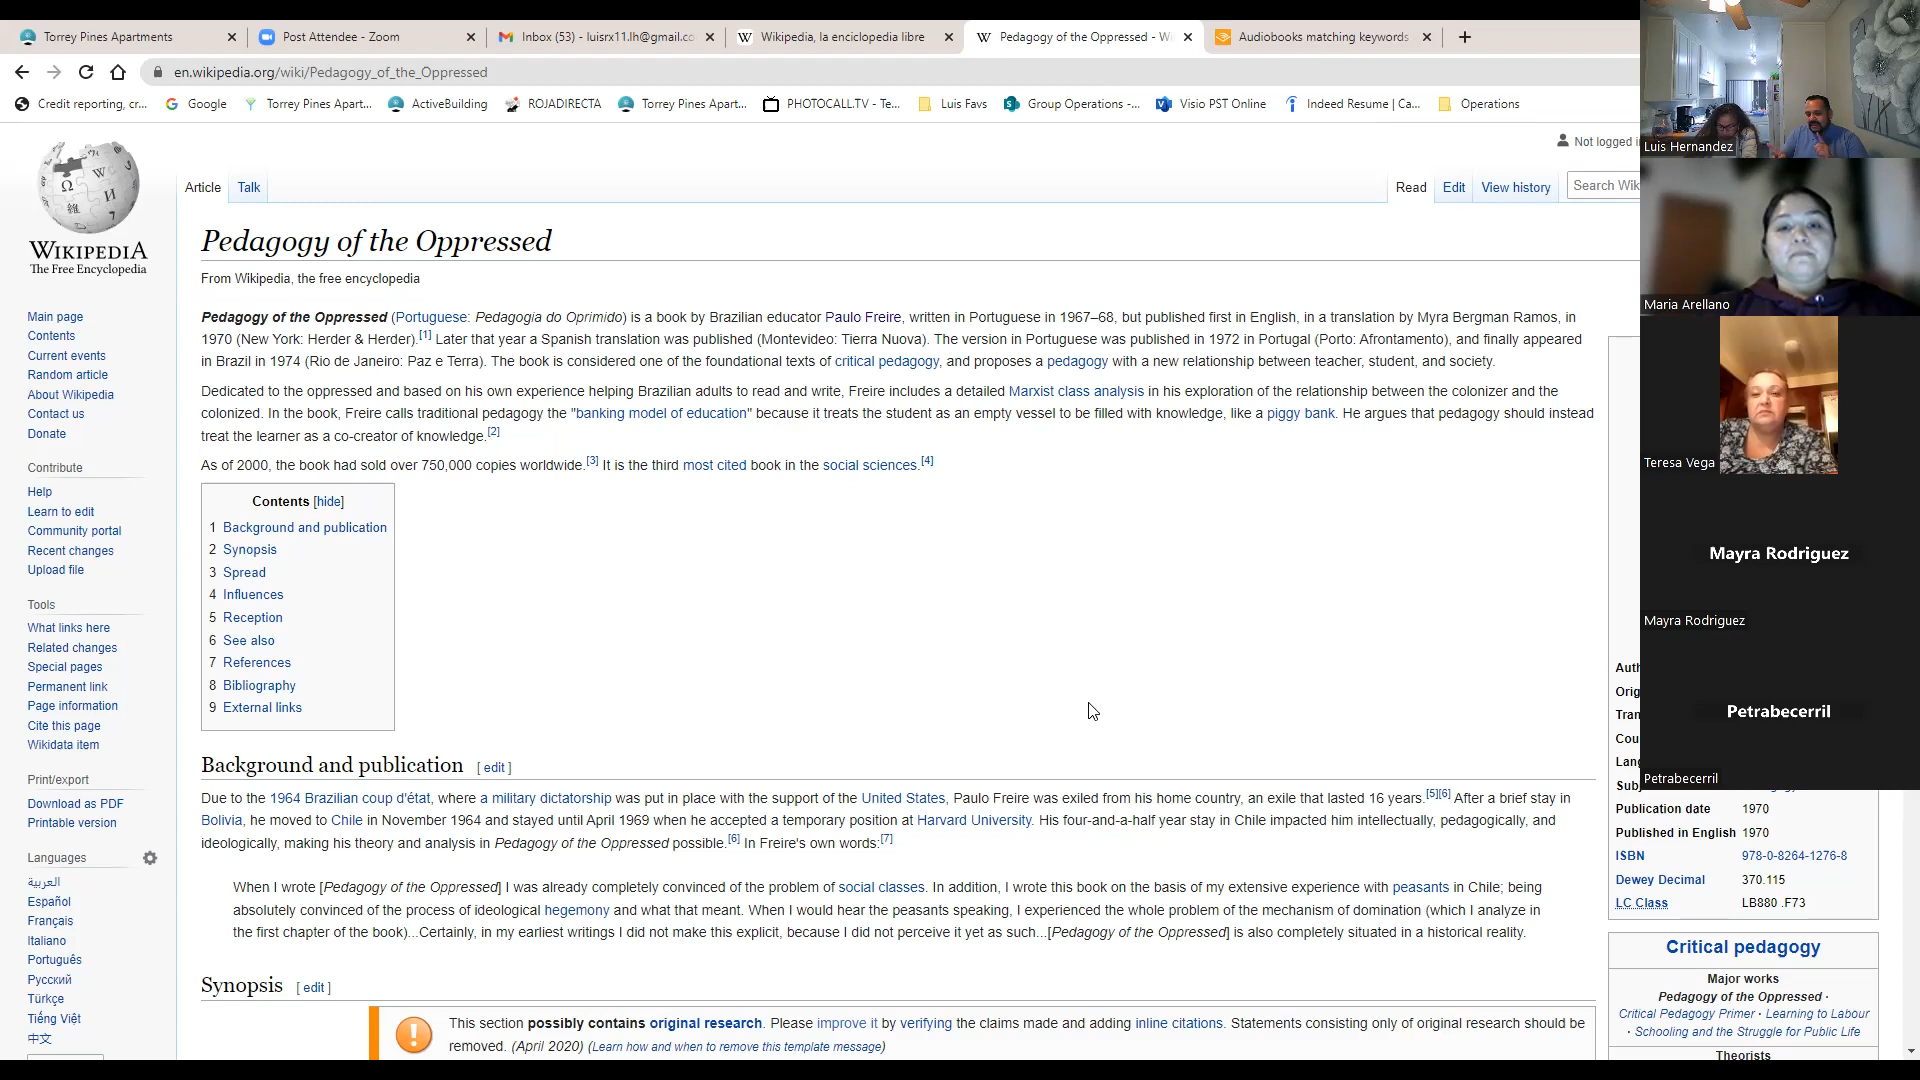 Torrey Pines Apartments
Post Attendee - Zoom
Inbox (53) - luisrx11.lh@gmail.co
Wikipedia, la enciclopedia libre
Pedagogy of the Oppressed - Wi
Audiobooks matching keywords
en.wikipedia.org/wiki/Pedagogy_of_the_Oppressed
Credit reporting, cr...
Google
Torrey Pines Apart...
ActiveBuilding
ROJADIRECTA
Torrey Pines Apart...
PHOTOCALL.TV - Te...
Luis Favs
Group Operations -...
Visio PST Online
Indeed Resume | Ca...
Operations
Luis Hernandez
Maria Arellano
Teresa Vega
Mayra Rodriguez
Mayra Rodriguez
Petrabecerril
Petrabecerril
WIKIPEDIA
The Free Encyclopedia
Main page
Contents
Current events
Random article
About Wikipedia
Contact us
Donate
Contribute
Help
Learn to edit
Community portal
Recent changes
Upload file
Tools
What links here
Related changes
Special pages
Permanent link
Page information
Cite this page
Wikidata item
Print/export
Download as PDF
Printable version
Languages
العربية
Español
Français
Italiano
Português
Русский
Türkçe
Tiếng Việt
中文
Not logged i
Article
Talk
Read
Edit
View history
Search Wik
Pedagogy of the Oppressed
From Wikipedia, the free encyclopedia
Pedagogy of the Oppressed (Portuguese: Pedagogia do Oprimido) is a book by Brazilian educator Paulo Freire, written in Portuguese in 1967–68, but published first in English, in a translation by Myra Bergman Ramos, in
1970 (New York: Herder & Herder).[1] Later that year a Spanish translation was published (Montevideo: Tierra Nuova). The version in Portuguese was published in 1972 in Portugal (Porto: Afrontamento), and finally appeared
in Brazil in 1974 (Rio de Janeiro: Paz e Terra). The book is considered one of the foundational texts of critical pedagogy, and proposes a pedagogy with a new relationship between teacher, student, and society.
Dedicated to the oppressed and based on his own experience helping Brazilian adults to read and write, Freire includes a detailed Marxist class analysis in his exploration of the relationship between the colonizer and the
colonized. In the book, Freire calls traditional pedagogy the "banking model of education" because it treats the student as an empty vessel to be filled with knowledge, like a piggy bank. He argues that pedagogy should instead
treat the learner as a co-creator of knowledge.[2]
As of 2000, the book had sold over 750,000 copies worldwide.[3] It is the third most cited book in the social sciences.[4]
Contents [hide]
1 Background and publication
2 Synopsis
3 Spread
4 Influences
5 Reception
6 See also
7 References
8 Bibliography
9 External links
Background and publication [ edit ]
Due to the 1964 Brazilian coup d'état, where a military dictatorship was put in place with the support of the United States, Paulo Freire was exiled from his home country, an exile that lasted 16 years.[5][6] After a brief stay in
Bolivia, he moved to Chile in November 1964 and stayed until April 1969 when he accepted a temporary position at Harvard University. His four-and-a-half year stay in Chile impacted him intellectually, pedagogically, and
ideologically, making his theory and analysis in Pedagogy of the Oppressed possible.[6] In Freire's own words:[7]
When I wrote [Pedagogy of the Oppressed] I was already completely convinced of the problem of social classes. In addition, I wrote this book on the basis of my extensive experience with peasants in Chile; being
absolutely convinced of the process of ideological hegemony and what that meant. When I would hear the peasants speaking, I experienced the whole problem of the mechanism of domination (which I analyze in
the first chapter of the book)...Certainly, in my earliest writings I did not make this explicit, because I did not perceive it yet as such...[Pedagogy of the Oppressed] is also completely situated in a historical reality.
Synopsis [ edit ]
This section possibly contains original research. Please improve it by verifying the claims made and adding inline citations. Statements consisting only of original research should be
removed. (April 2020) (Learn how and when to remove this template message)
Auth
Orig
Tran
Cou
Lang
Subj
Publication date 1970
Published in English 1970
ISBN 978-0-8264-1276-8
Dewey Decimal 370.115
LC Class LB880 .F73
Critical pedagogy
Major works
Pedagogy of the Oppressed ·
Critical Pedagogy Primer · Learning to Labour
· Schooling and the Struggle for Public Life
Theorists